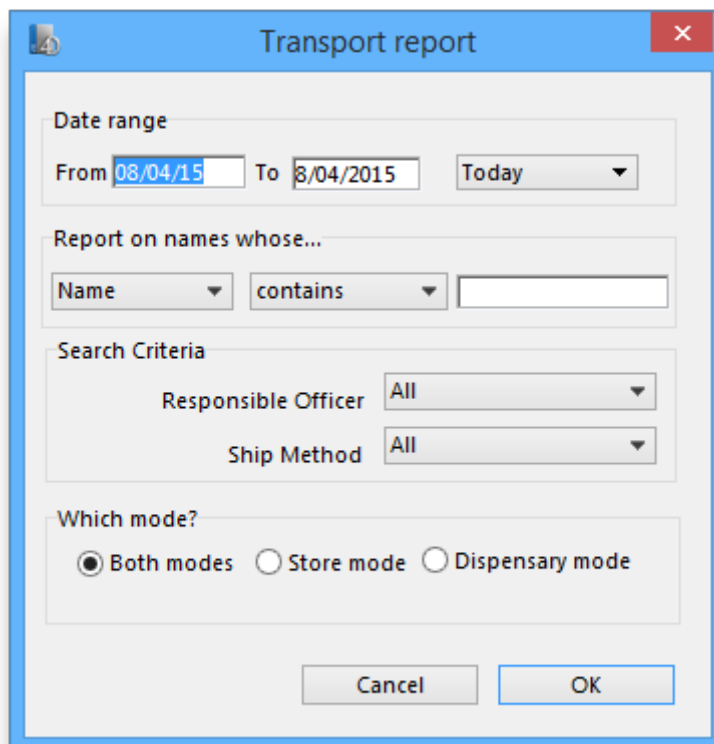 Transport report
Date range
From 08/04/15 To 8/04/2015 Today
Report on names whose...
Name contains
Search Criteria
Responsible Officer All
Ship Method All
Which mode?
Both modes Store mode Dispensary mode
Cancel OK